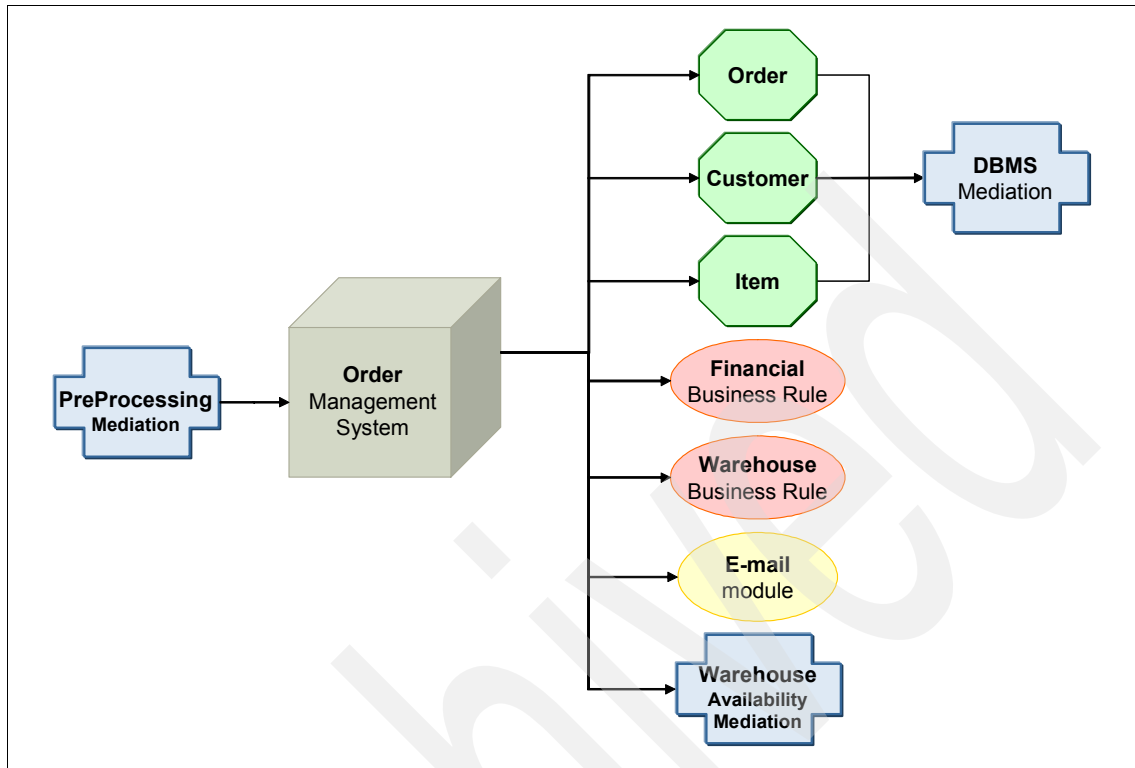 Order
Customer
DBMS
Mediation
Item
PreProcessing
Mediation
Order
Management
System
Financial
Business Rule
Warehouse
Business Rule
E-mail
module
Warehouse
Availability
Mediation
hived